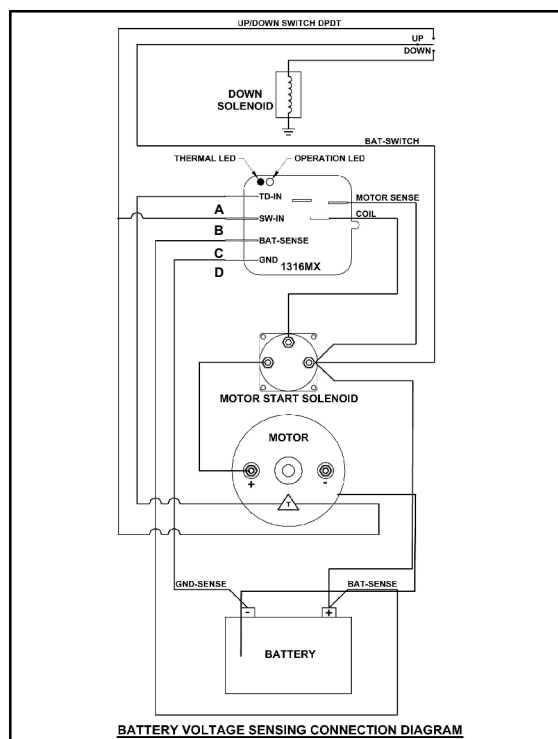 UP/DOWN SWITCH DPDT
UP
DOWN
DOWN
SOLENOID
BAT-SWITCH
THERMAL LED
OPERATION LED
TD-IN
MOTOR SENSE
A
SW-IN
COIL
B
BAT-SENSE
C
GND
D
1316MX
MOTOR START SOLENOID
MOTOR
+
-
T
GND-SENSE
BAT-SENSE
-
+
BATTERY
BATTERY VOLTAGE SENSING CONNECTION DIAGRAM